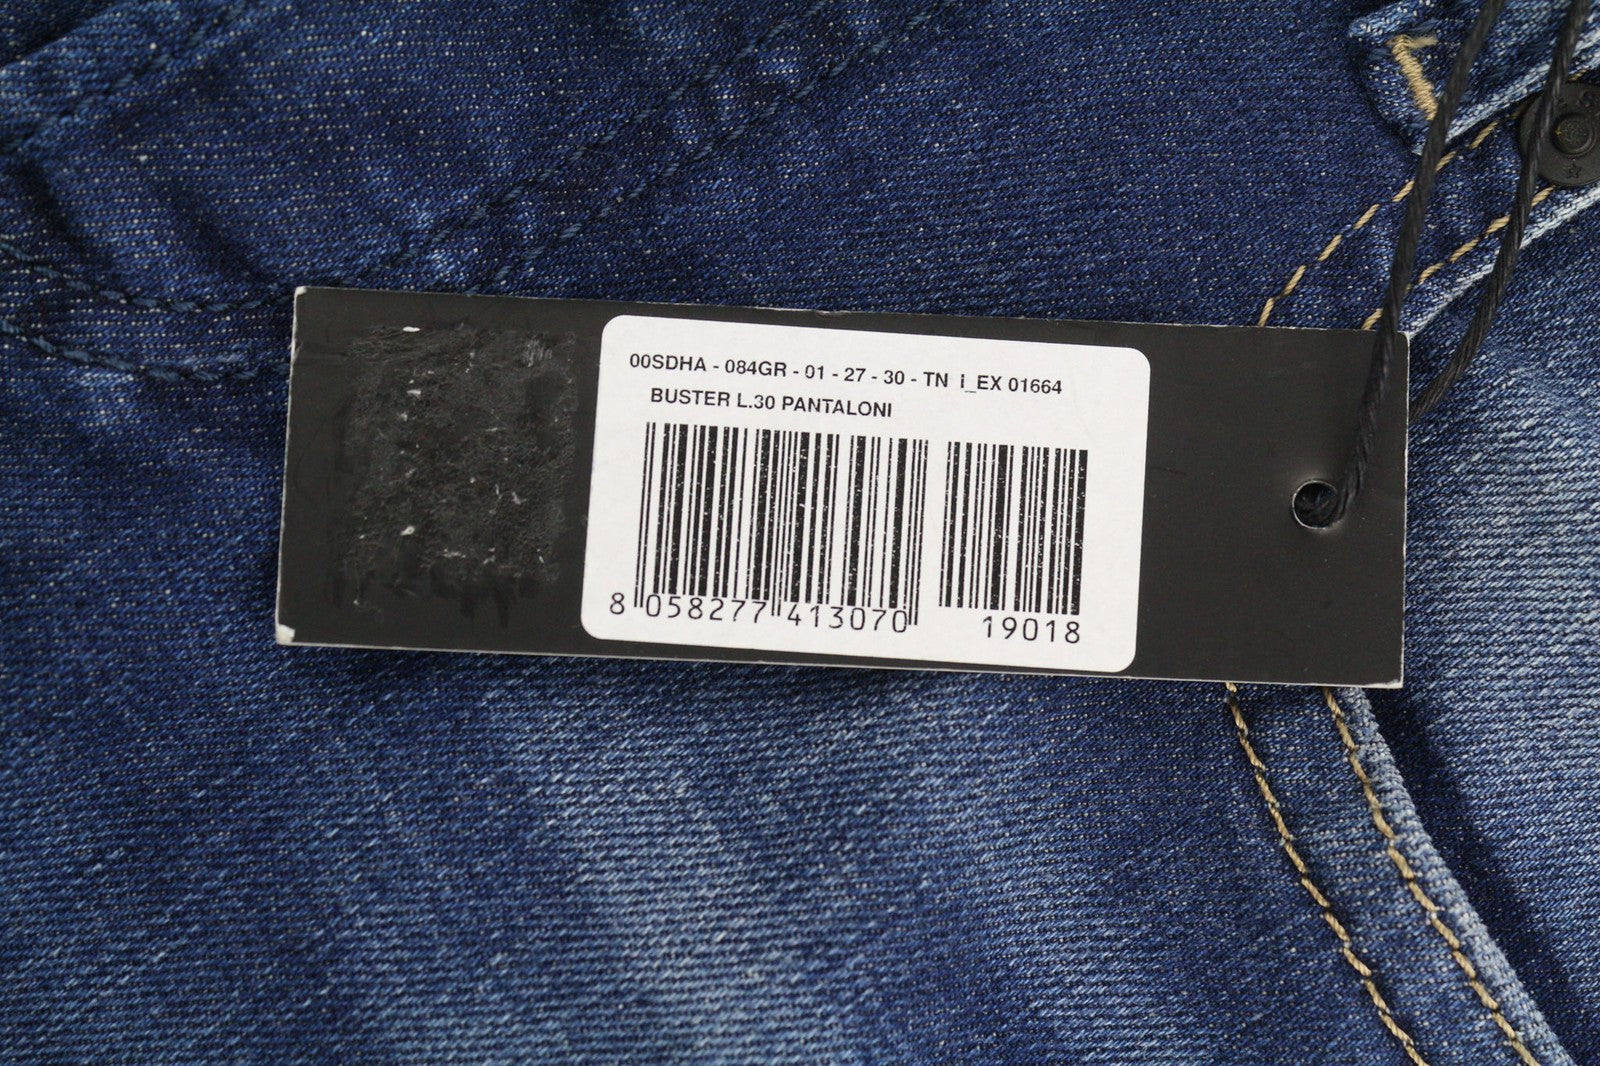 00SDHA - 084GR - 01 - 27 - 30 - TN I_EX 01664
BUSTER L.30 PANTALONI
8 058277 413070 19018